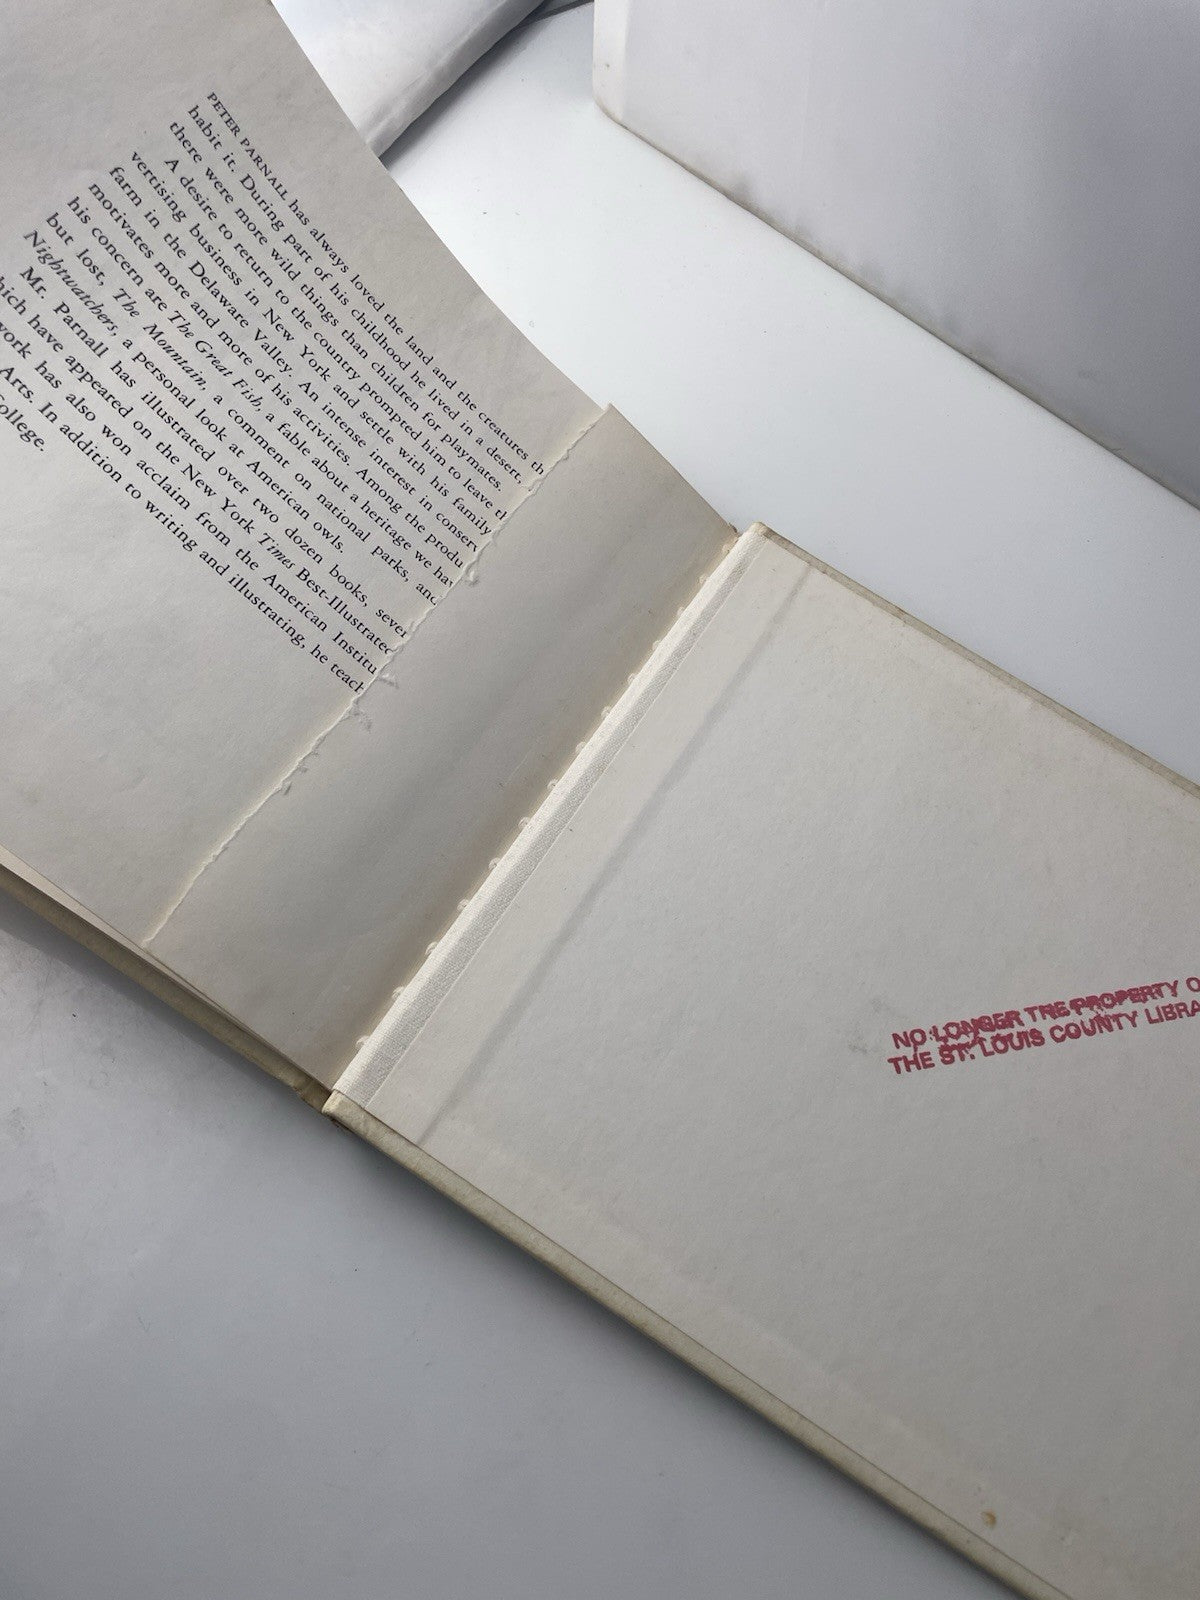 PETER PARNALL has always loved the land and the creatures th
habit it. During part of his childhood he lived in a desert,
there were more wild things than children for playmates.
A desire to return to the country prompted him to leave th
vertising business in New York and settle with his family
farm in the Delaware Valley. An intense interest in conserv
motivates more and more of his activities. Among the produ
his concern are The Great Fish, a fable about a heritage we hav
but lost, The Mountain, a comment on national parks, and
Nightwatchers, a personal look at American owls.
Mr. Parnall has illustrated over two dozen books, sever
hich have appeared on the New York Times Best-Illustrated
work has also won acclaim from the American Institu
Arts. In addition to writing and illustrating, he teach
College.
NO LONGER THE PROPERTY O
THE ST. LOUIS COUNTY LIBRA